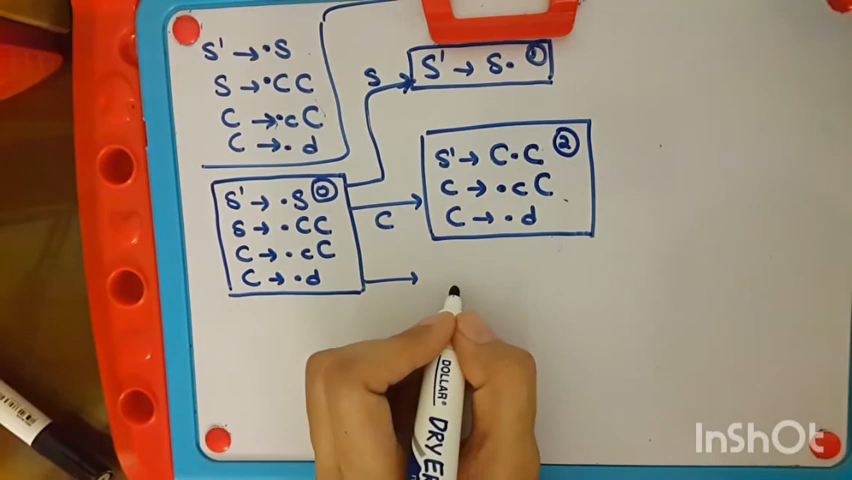 S' → •S
S → •CC
C → •cC
C → • d
S' → •S 0
S → •CC
C → •cC
C → •d
S
S' → S• 1
C
S' → C•C 2
C → •cC
C → •d
DOLLAR®
DRY ER
InShOt